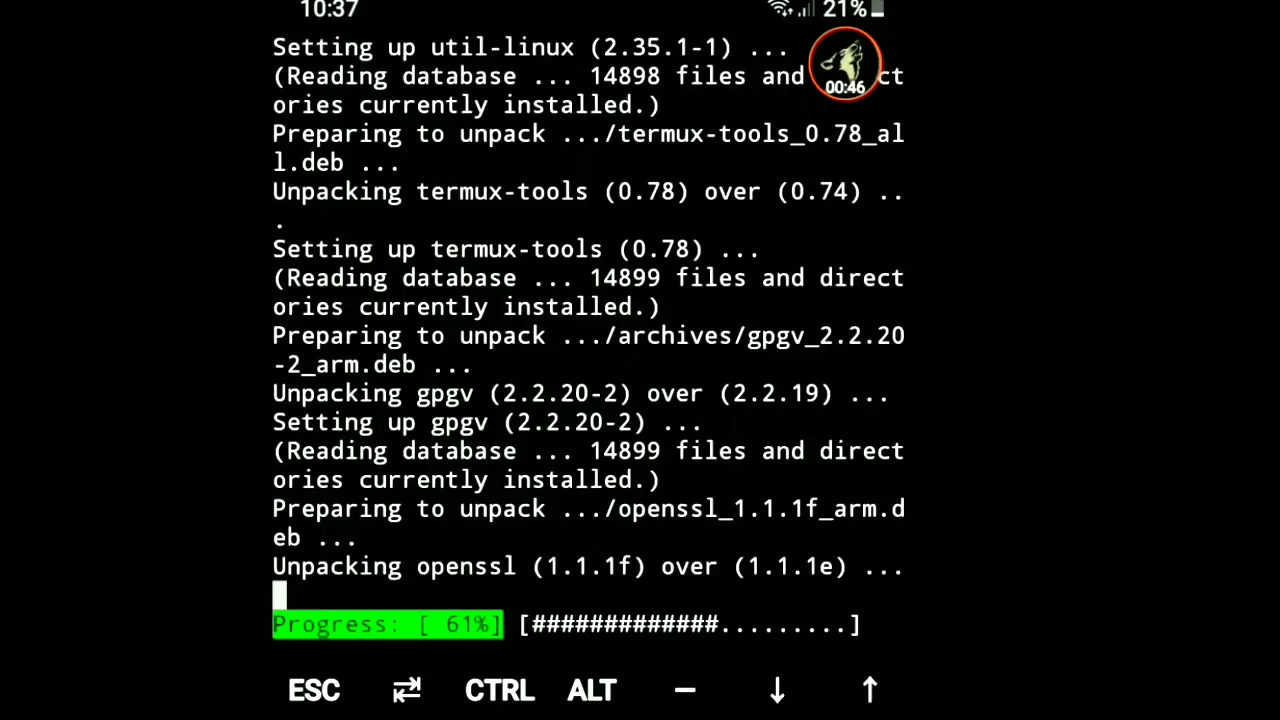 10:37 21%
Setting up util-linux (2.35.1-1) ...
(Reading database ... 14898 files and ct
00:46
ories currently installed.)
Preparing to unpack .../termux-tools_0.78_al
l.deb ...
Unpacking termux-tools (0.78) over (0.74) ..
.
Setting up termux-tools (0.78) ...
(Reading database ... 14899 files and direct
ories currently installed.)
Preparing to unpack .../archives/gpgv_2.2.20
-2_arm.deb ...
Unpacking gpgv (2.2.20-2) over (2.2.19) ...
Setting up gpgv (2.2.20-2) ...
(Reading database ... 14899 files and direct
ories currently installed.)
Preparing to unpack .../openssl_1.1.1f_arm.d
eb ...
Unpacking openssl (1.1.1f) over (1.1.1e) ...
Progress: [ 61%] [#############.........]
ESC ⇄ CTRL ALT — ↓ ↑